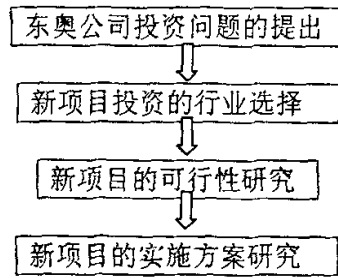 东奥公司投资问题的提出
新项目投资的行业选择
新项目的可行性研究
新项目的实施方案研究